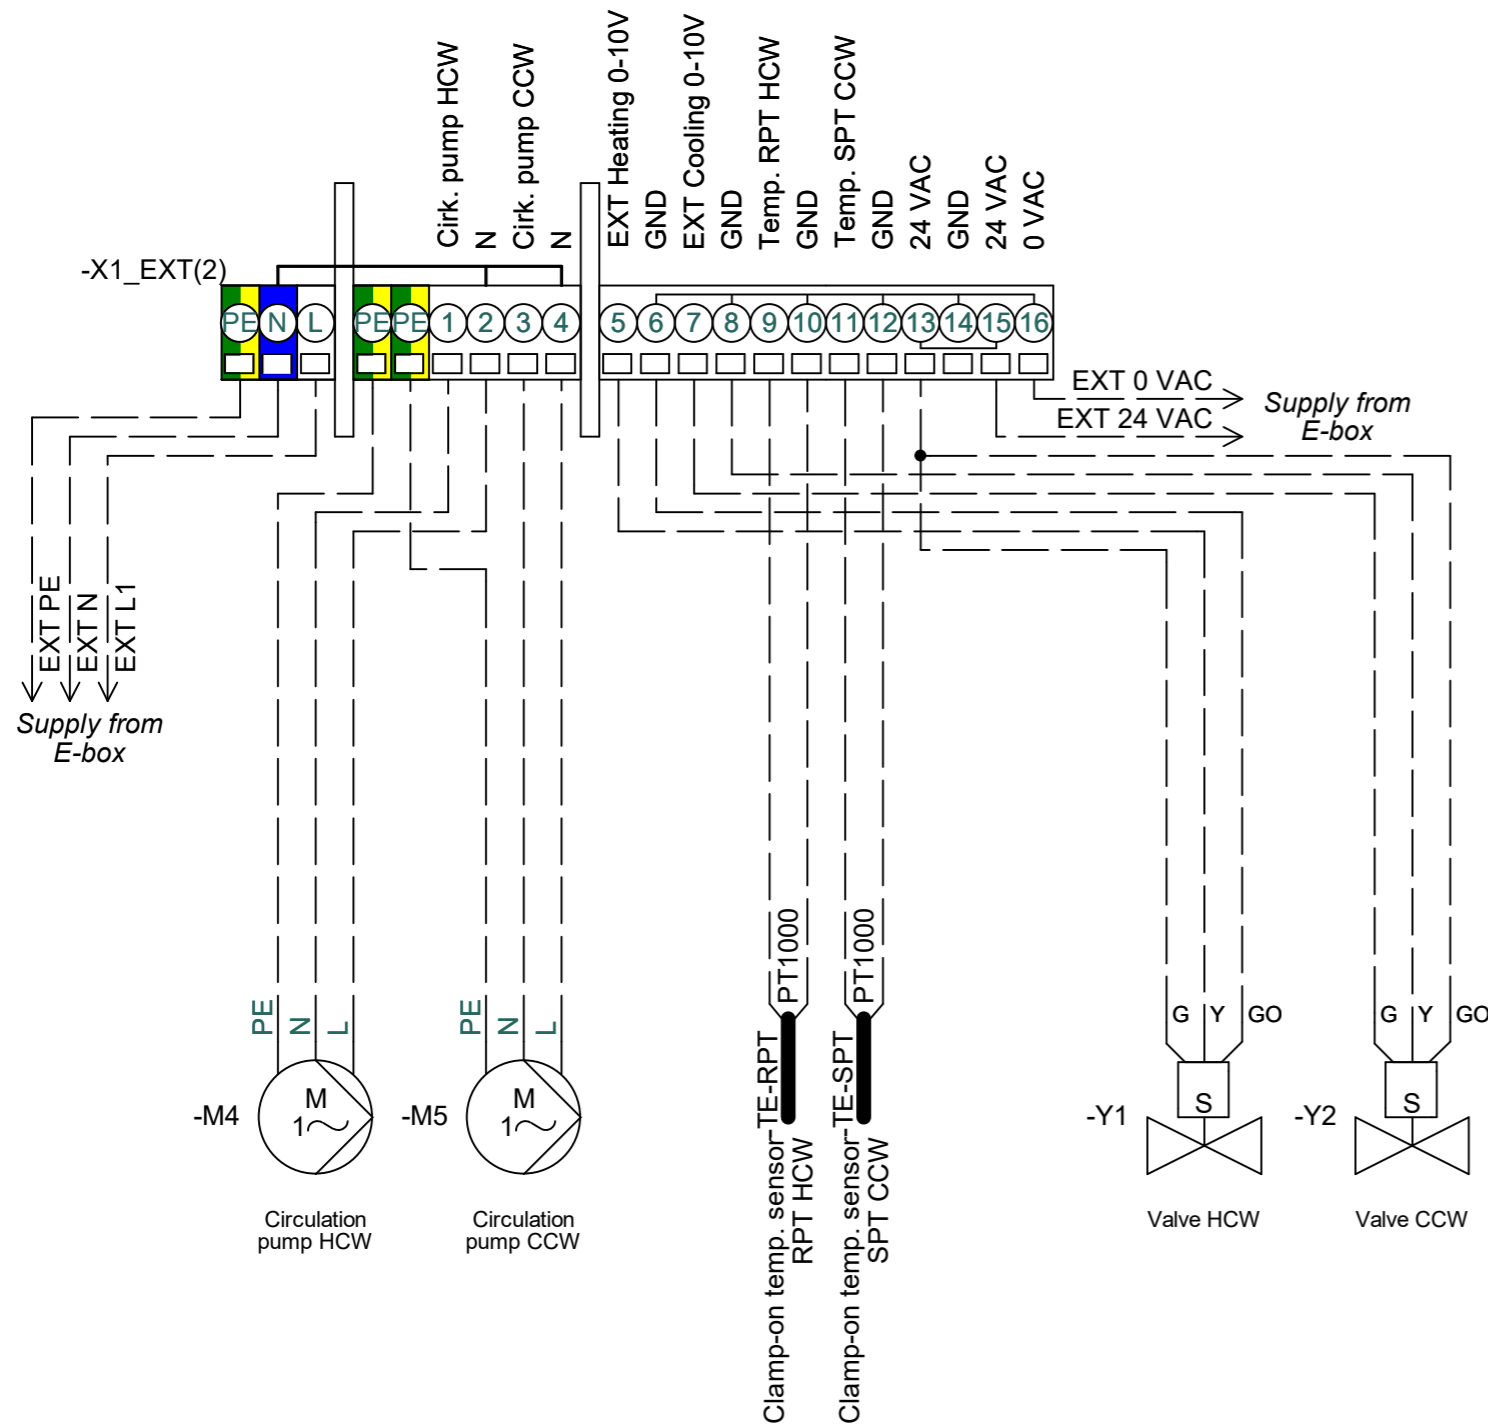 Cirk. pump HCW
N
Cirk. pump CCW
N
EXT Heating 0-10V
GND
EXT Cooling 0-10V
GND
Temp. RPT HCW
GND
Temp. SPT CCW
GND
24 VAC
GND
24 VAC
0 VAC
-X1_EXT(2)
PE N L PE PE 1 2 3 4 5 6 7 8 9 10 11 12 13 14 15 16
EXT 0 VAC
EXT 24 VAC
Supply from
E-box
EXT PE
EXT N
EXT L1
Supply from
E-box
PE
N
L
PE
N
L
PT1000
PT1000
G Y GO
G Y GO
-M4
M
1~
-M5
M
1~
Clamp-on temp. sensor-TE-RPT
RPT HCW
Clamp-on temp. sensor-TE-SPT
SPT CCW
-Y1
S
-Y2
S
Circulation
pump HCW
Circulation
pump CCW
Valve HCW
Valve CCW